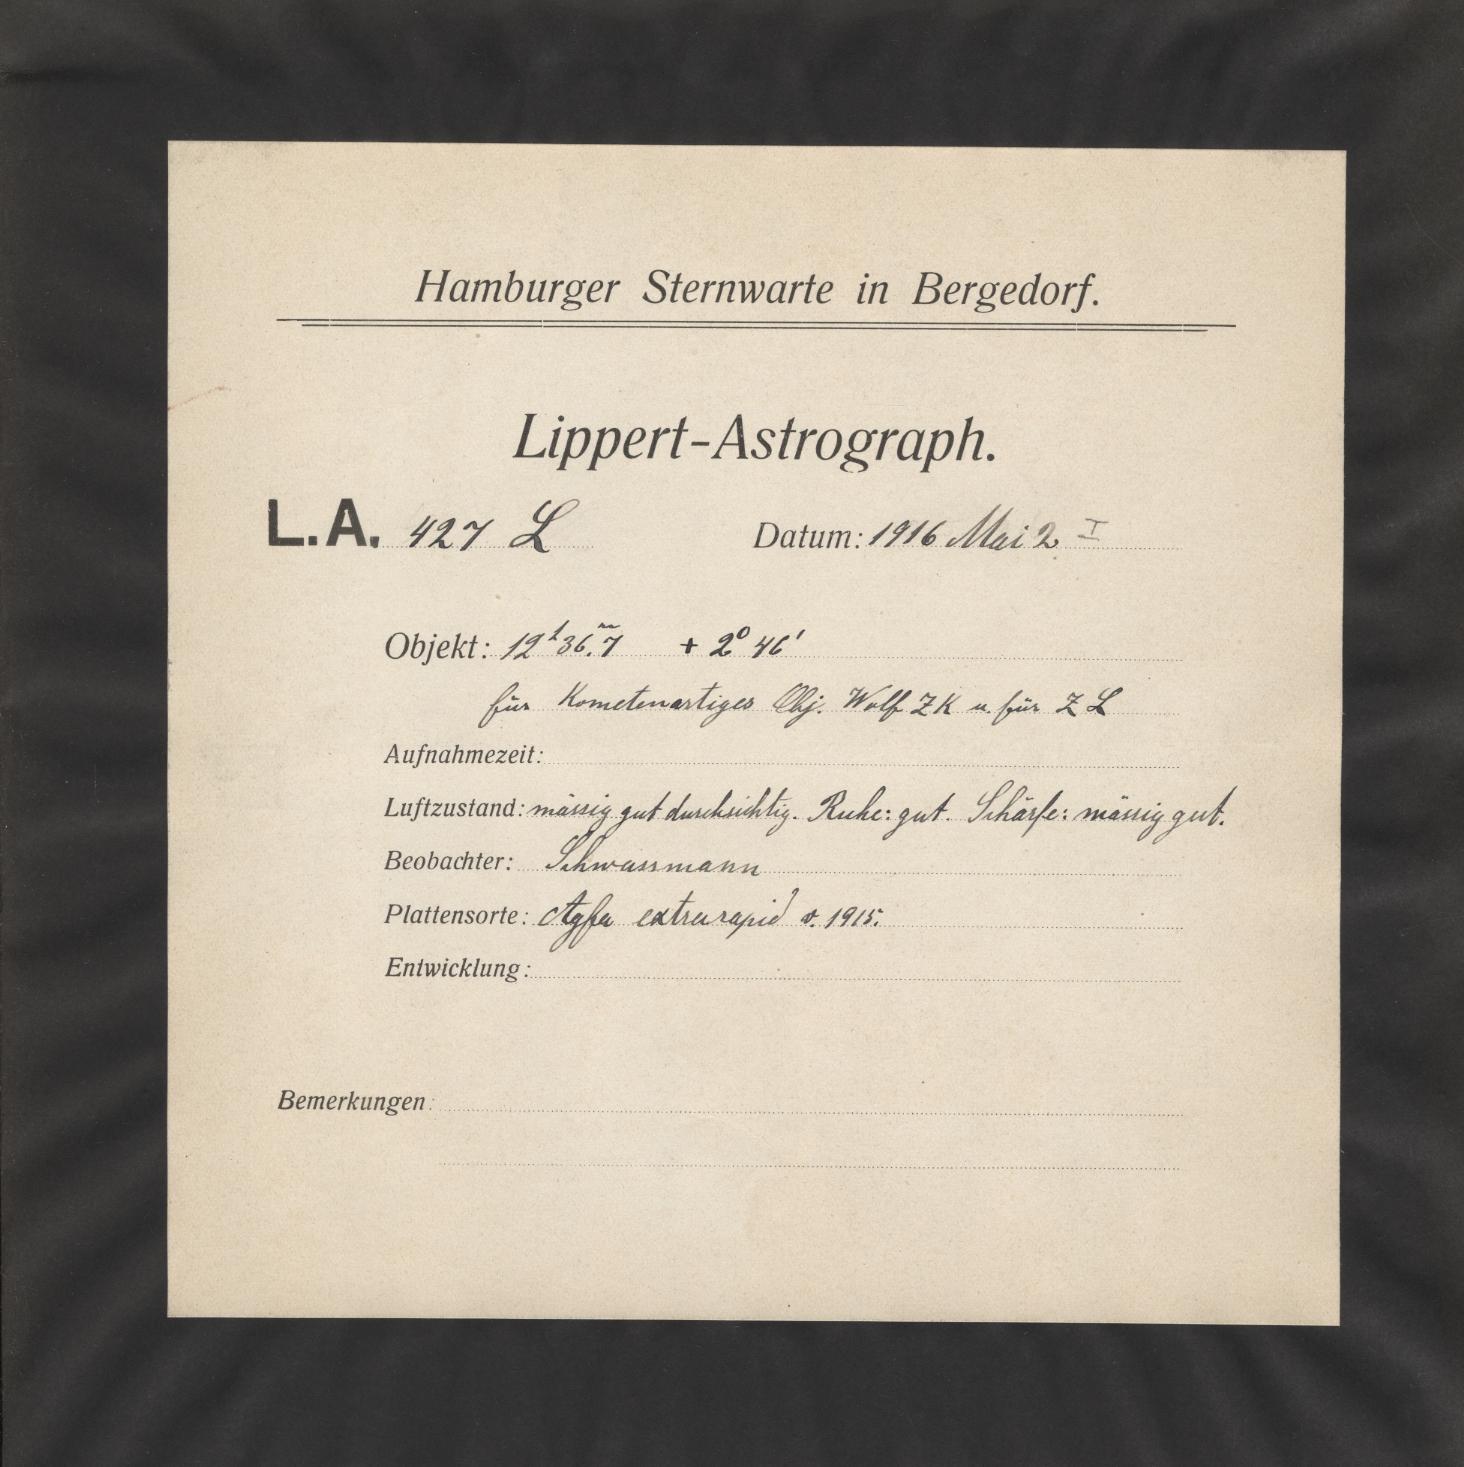 Hamburger Sternwarte in Bergedorf.
Lippert-Astrograph.
L.A. 427 L Datum: 1916 Mai 2 I
Objekt: 12ʰ 36.ᵐ7 + 2° 46'
für Kometenartiges Obj. Wolf ZK u. für Z L
Aufnahmezeit:
Luftzustand: mässig gut durchsichtig. Ruhe: gut. Schärfe: mässig gut.
Beobachter: Schwassmann
Plattensorte: Agfa extrarapid v. 1915.
Entwicklung:
Bemerkungen: